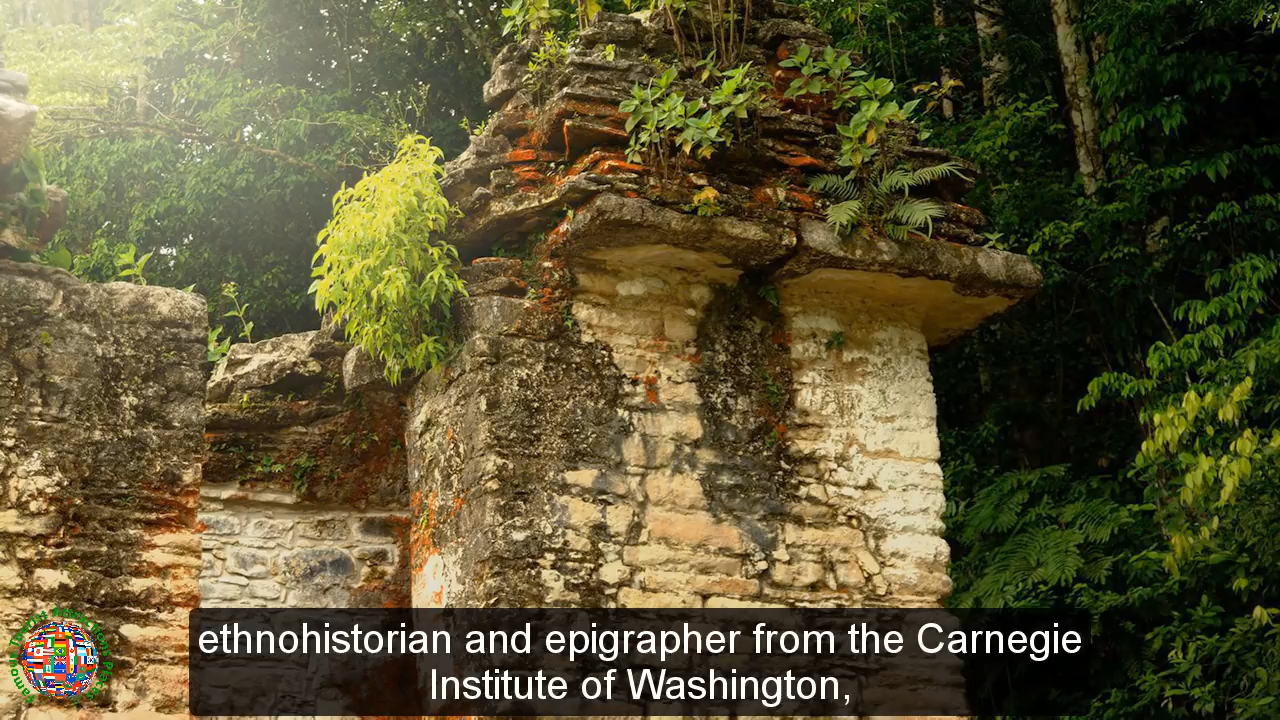 ethnohistorian and epigrapher from the Carnegie
Institute of Washington,